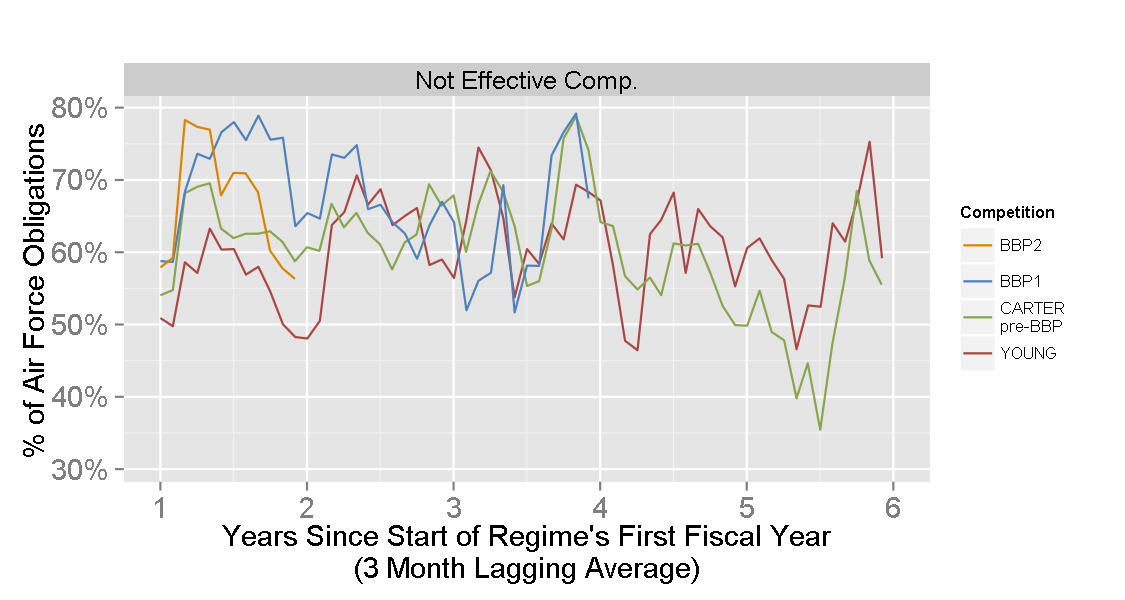 Not Effective Comp.
% of Air Force Obligations
80%
70%
60%
50%
40%
30%
1 2 3 4 5 6
Years Since Start of Regime's First Fiscal Year
(3 Month Lagging Average)
Competition
BBP2
BBP1
CARTER
pre-BBP
YOUNG